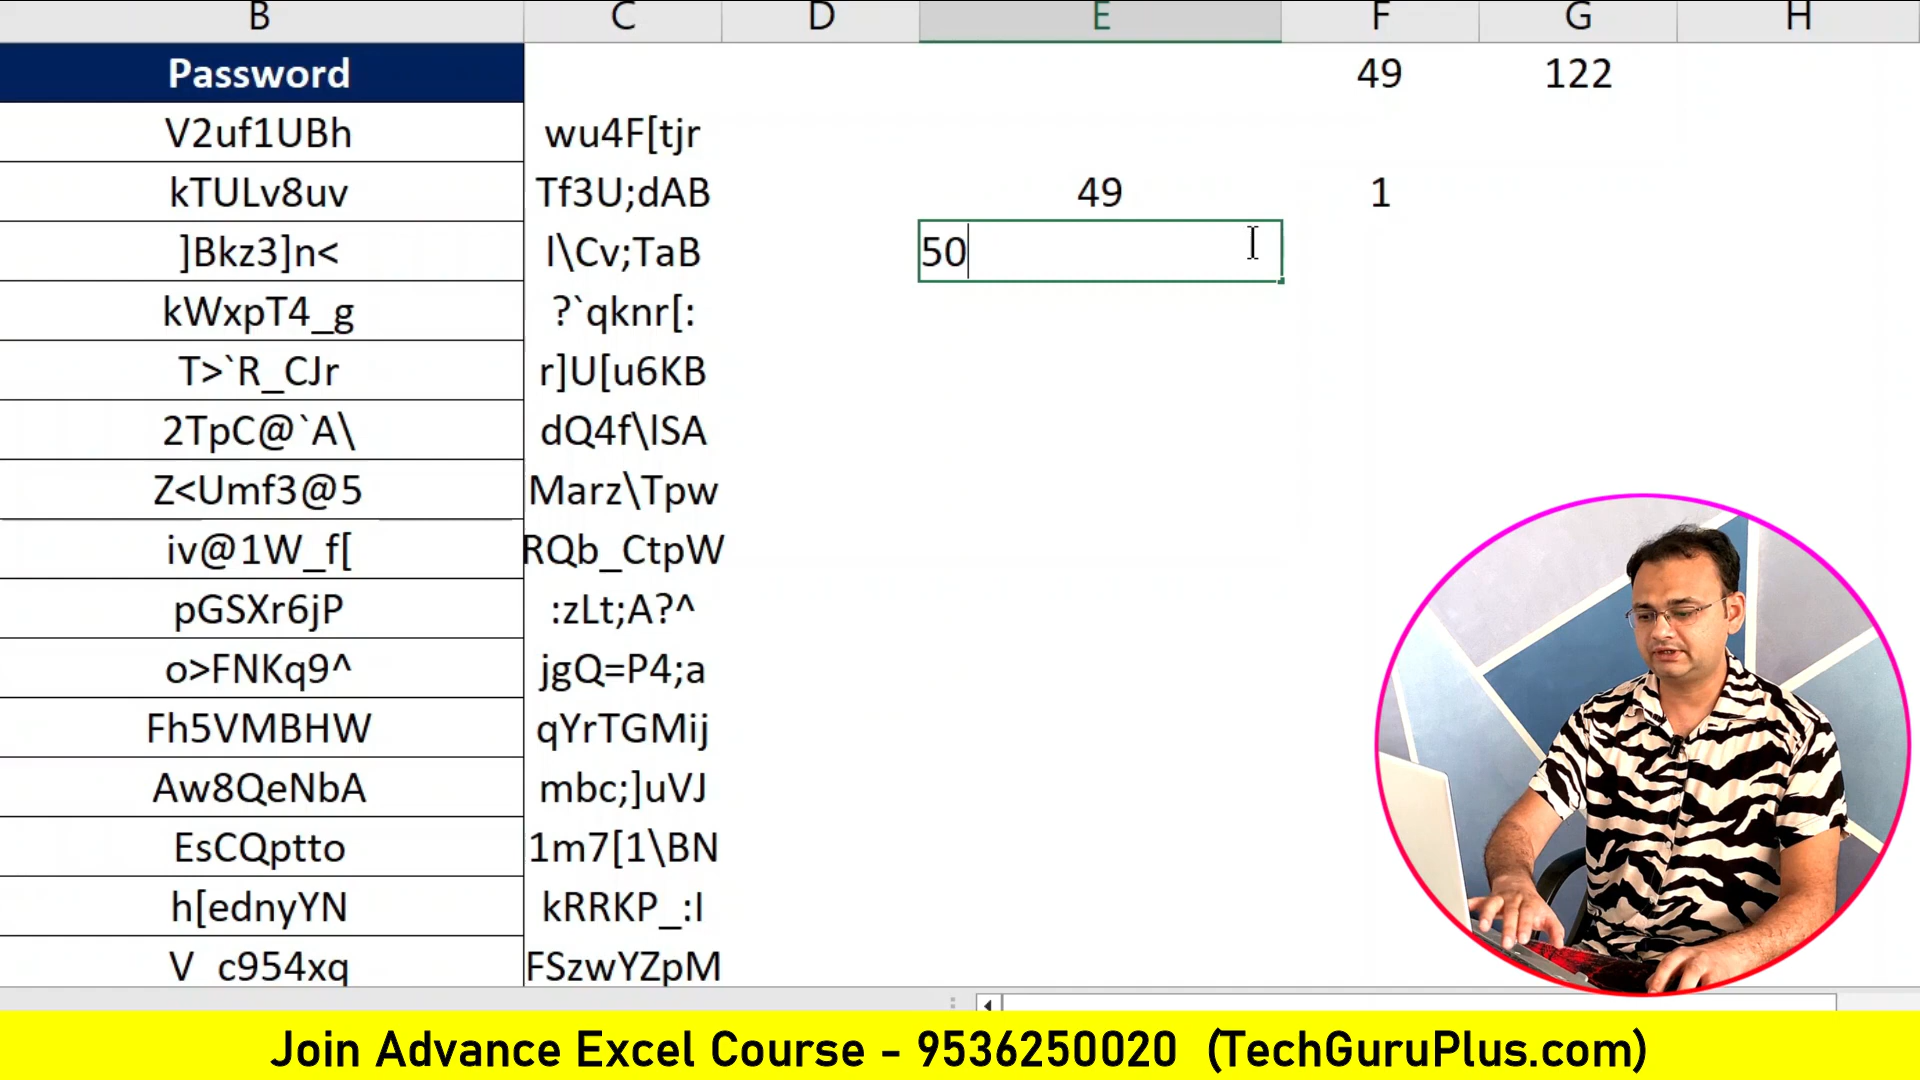 B C D E F G H
Password 49 122
V2uf1UBh wu4F[tjr
kTULv8uv Tf3U;dAB 49 1
]Bkz3]n< l\Cv;TaB 50
kWxpT4_g ?`qknr[:
T>`R_CJr r]U[u6KB
2TpC@`A\ dQ4f\lSA
Z<Umf3@5 Marz\Tpw
iv@1W_f[ RQb_CtpW
pGSXr6jP :zLt;A?^
o>FNKq9^ jgQ=P4;a
Fh5VMBHW qYrTGMij
Aw8QeNbA mbc;]uVJ
EsCQptto 1m7[1\BN
h[ednyYN kRRKP_:I
V_c954xq FSzwYZpM
Join Advance Excel Course - 9536250020 (TechGuruPlus.com)